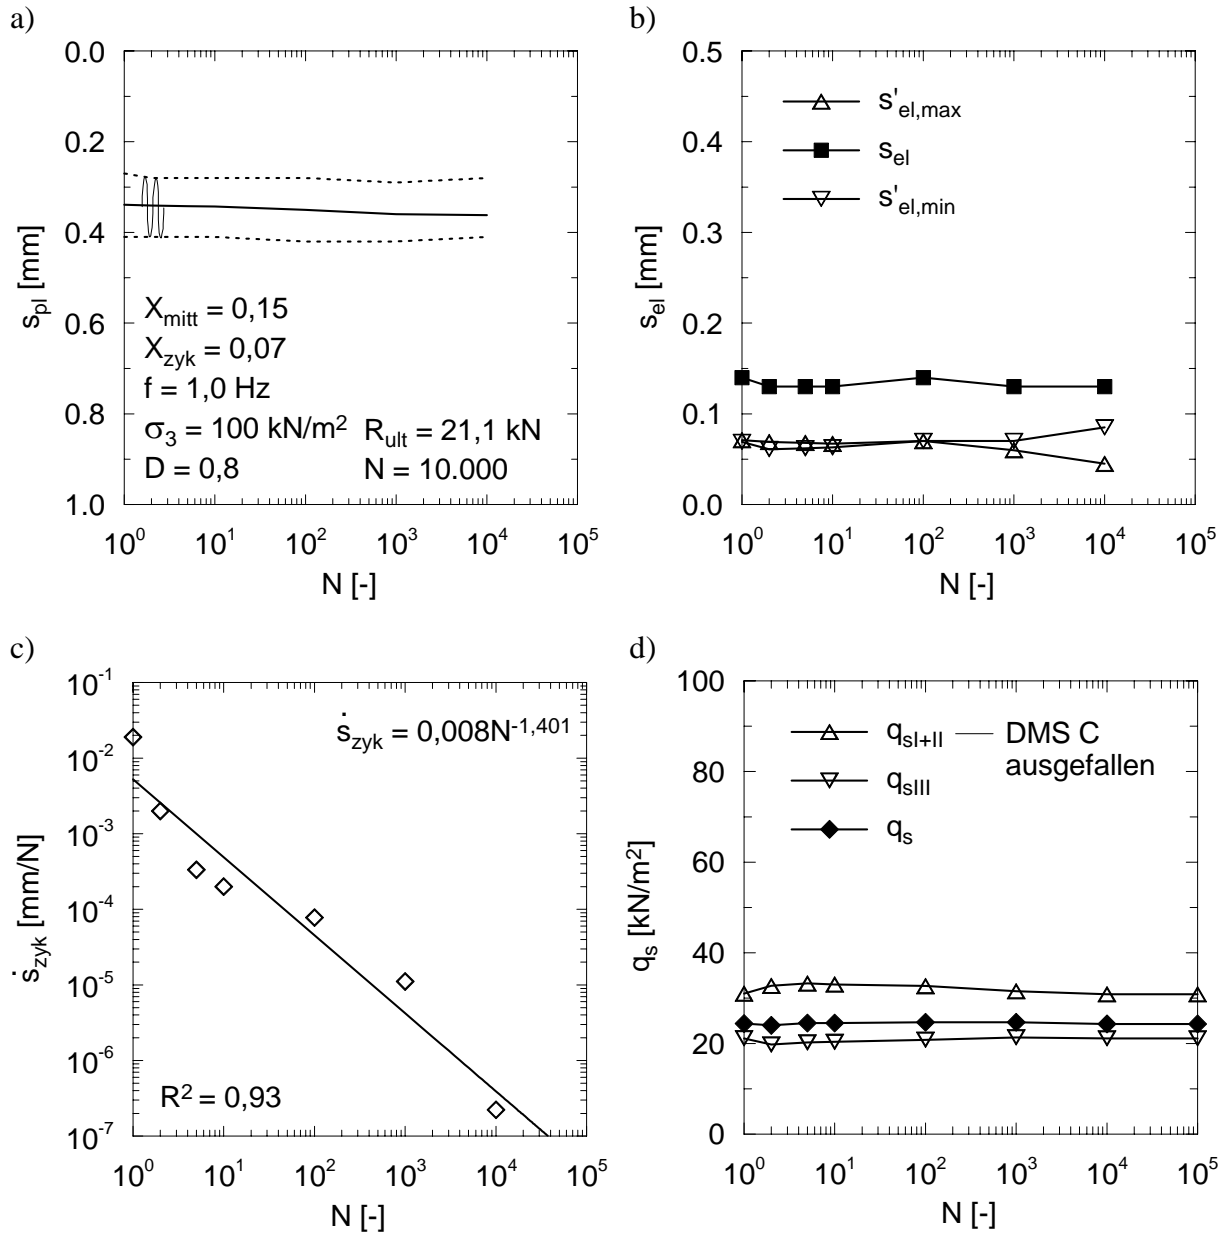 a)
0.0
0.2
0.4
0.6
0.8
1.0
s_pl [mm]
X_mitt = 0,15
X_zyk = 0,07
f = 1,0 Hz
σ_3 = 100 kN/m² R_ult = 21,1 kN
D = 0,8 N = 10.000
10^0 10^1 10^2 10^3 10^4 10^5
N [-]
b)
0.5
0.4
0.3
0.2
0.1
0.0
s_el [mm]
s'_el,max
s_el
s'_el,min
10^0 10^1 10^2 10^3 10^4 10^5
N [-]
c)
10^-1
10^-2
10^-3
10^-4
10^-5
10^-6
10^-7
ṡ_zyk [mm/N]
ṡ_zyk = 0,008N^-1,401
R² = 0,93
10^0 10^1 10^2 10^3 10^4 10^5
N [-]
d)
100
80
60
40
20
0
q_s [kN/m²]
q_sI+II — DMS C
ausgefallen
q_sIII
q_s
10^0 10^1 10^2 10^3 10^4 10^5
N [-]